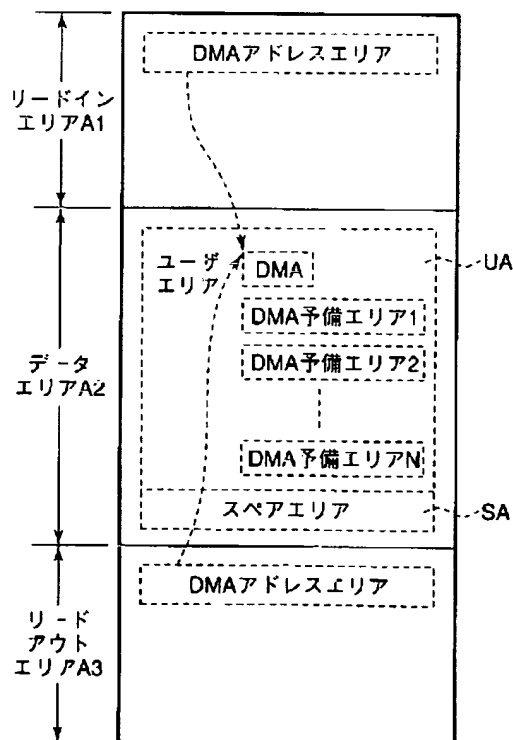 DMAアドレスエリア
リードイン
エリアA1
ユーザ
エリア
DMA
UA
DMA予備エリア1
DMA予備エリア2
データ
エリアA2
DMA予備エリアN
スペアエリア
SA
DMAアドレスエリア
リード
アウト
エリアA3